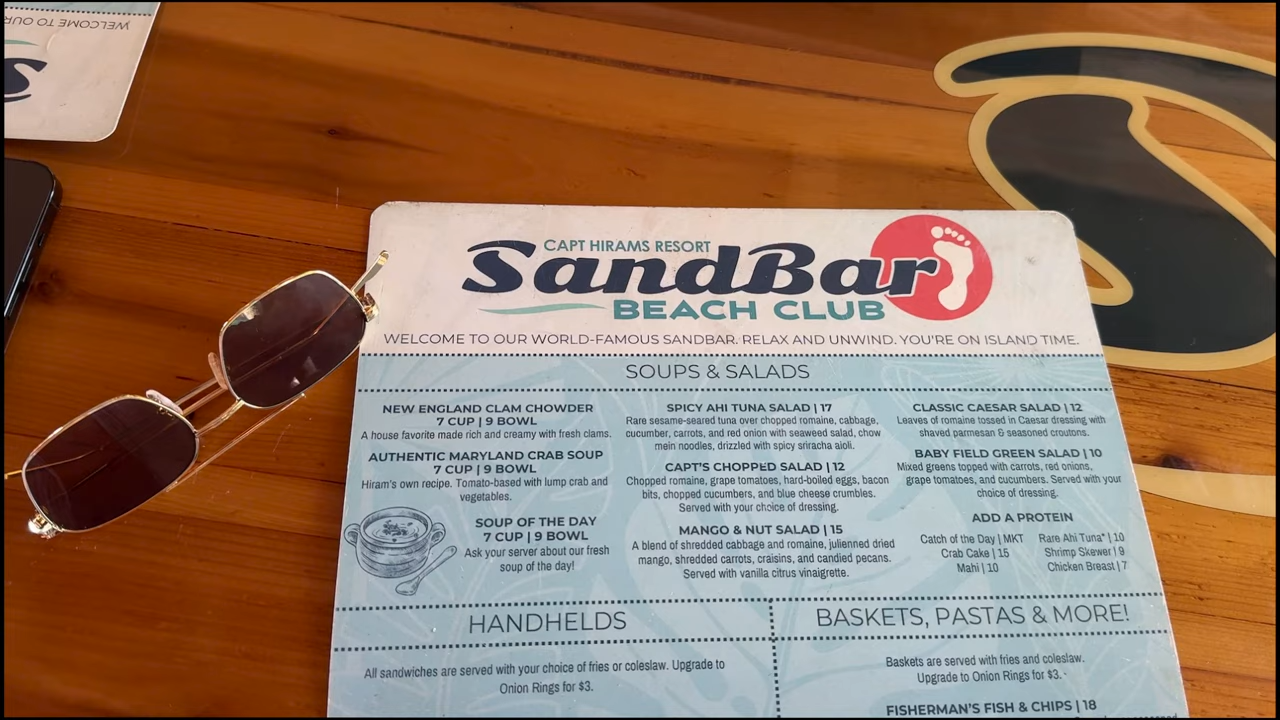 WELCOME TO OUR
CAPT HIRAMS RESORT
SandBar
BEACH CLUB
WELCOME TO OUR WORLD-FAMOUS SANDBAR. RELAX AND UNWIND. YOU'RE ON ISLAND TIME.
SOUPS & SALADS
NEW ENGLAND CLAM CHOWDER
7 CUP | 9 BOWL
A house favorite made rich and creamy with fresh clams.
AUTHENTIC MARYLAND CRAB SOUP
7 CUP | 9 BOWL
Hiram's own recipe. Tomato-based with lump crab and
vegetables.
SOUP OF THE DAY
7 CUP | 9 BOWL
Ask your server about our fresh
soup of the day!
SPICY AHI TUNA SALAD | 17
Rare sesame-seared tuna over chopped romaine, cabbage,
cucumber, carrots, and red onion with seaweed salad, chow
mein noodles, drizzled with spicy sriracha aioli.
CAPT'S CHOPPED SALAD | 12
Chopped romaine, grape tomatoes, hard-boiled eggs, bacon
bits, chopped cucumbers, and blue cheese crumbles.
Served with your choice of dressing.
MANGO & NUT SALAD | 15
A blend of shredded cabbage and romaine, julienned dried
mango, shredded carrots, craisins, and candied pecans.
Served with vanilla citrus vinaigrette.
CLASSIC CAESAR SALAD | 12
Leaves of romaine tossed in Caesar dressing with
shaved parmesan & seasoned croutons.
BABY FIELD GREEN SALAD | 10
Mixed greens topped with carrots, red onions,
grape tomatoes, and cucumbers. Served with your
choice of dressing.
ADD A PROTEIN
Catch of the Day | MKT
Crab Cake | 15
Mahi | 10
Rare Ahi Tuna* | 10
Shrimp Skewer | 9
Chicken Breast | 7
HANDHELDS
All sandwiches are served with your choice of fries or coleslaw. Upgrade to
Onion Rings for $3.
BASKETS, PASTAS & MORE!
Baskets are served with fries and coleslaw.
Upgrade to Onion Rings for $3.
FISHERMAN'S FISH & CHIPS | 18